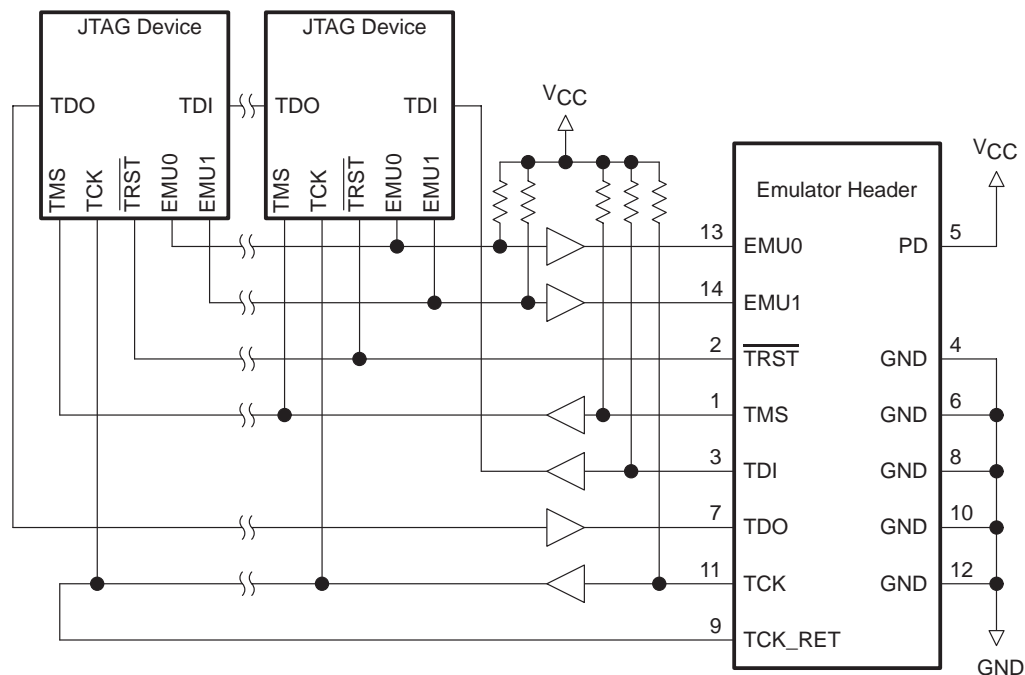 JTAG Device
JTAG Device
TDO TDI
TDO TDI
TMS TCK TRST EMU0 EMU1
TMS TCK TRST EMU0 EMU1
VCC
VCC
Emulator Header
13 EMU0 PD 5
14 EMU1
2 TRST GND 4
1 TMS GND 6
3 TDI GND 8
7 TDO GND 10
11 TCK GND 12
9 TCK_RET
GND